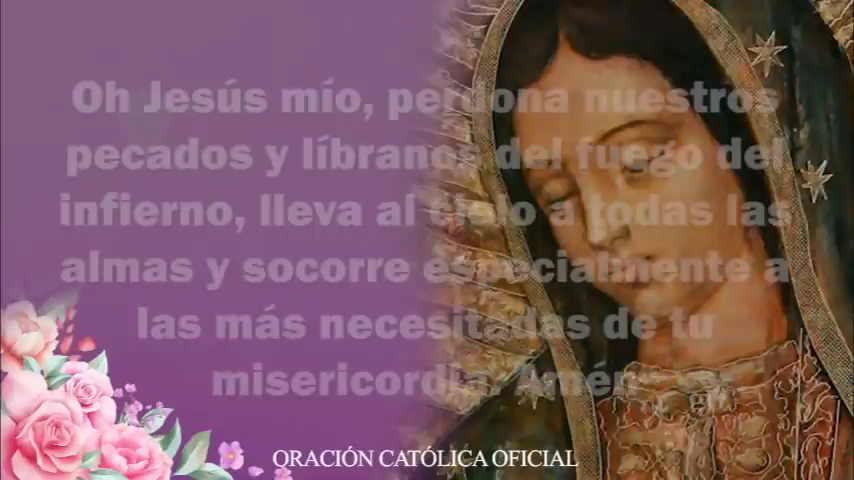 Oh Jesús mío, perdona nuestros
pecados y líbranos del fuego del
infierno, lleva al cielo a todas las
almas y socorre especialmente a
las más necesitadas de tu
misericordia. Amén.
ORACIÓN CATÓLICA OFICIAL